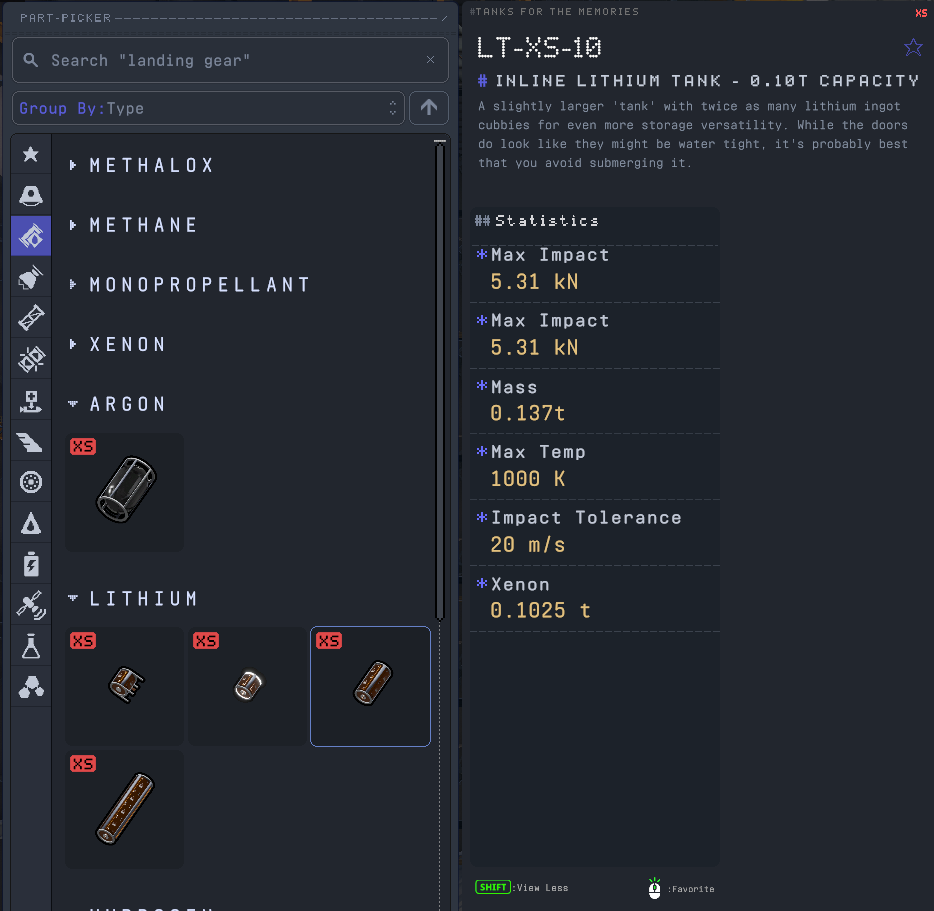 PART-PICKER
Search "landing gear"
Group By:Type
METHALOX
METHANE
MONOPROPELLANT
XENON
ARGON
XS
LITHIUM
XS
XS
XS
XS
#TANKS FOR THE MEMORIES
XS
LT-XS-10
# INLINE LITHIUM TANK - 0.10T CAPACITY
A slightly larger 'tank' with twice as many lithium ingot
cubbies for even more storage versatility. While the doors
do look like they might be water tight, it's probably best
that you avoid submerging it.
## Statistics
*Max Impact
5.31 kN
*Max Impact
5.31 kN
*Mass
0.137t
*Max Temp
1000 K
*Impact Tolerance
20 m/s
*Xenon
0.1025 t
SHIFT:View Less
:Favorite